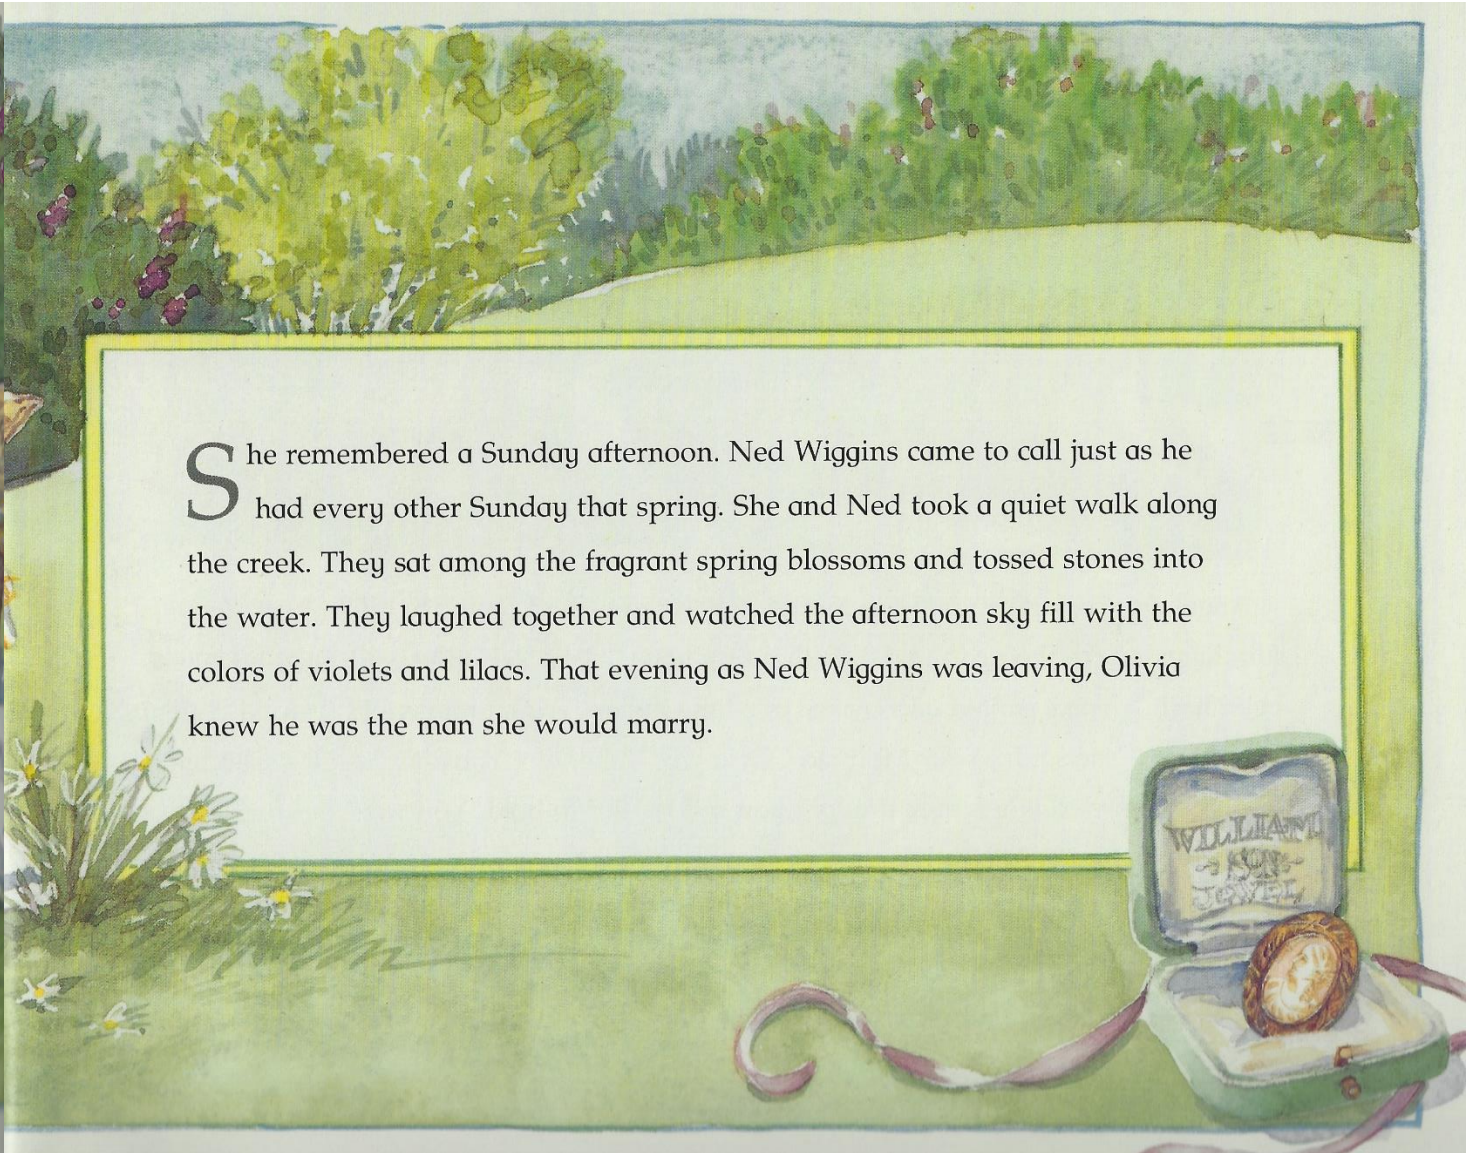 She remembered a Sunday afternoon. Ned Wiggins came to call just as he
had every other Sunday that spring. She and Ned took a quiet walk along
the creek. They sat among the fragrant spring blossoms and tossed stones into
the water. They laughed together and watched the afternoon sky fill with the
colors of violets and lilacs. That evening as Ned Wiggins was leaving, Olivia
knew he was the man she would marry.
WILLIAM
JEWEL